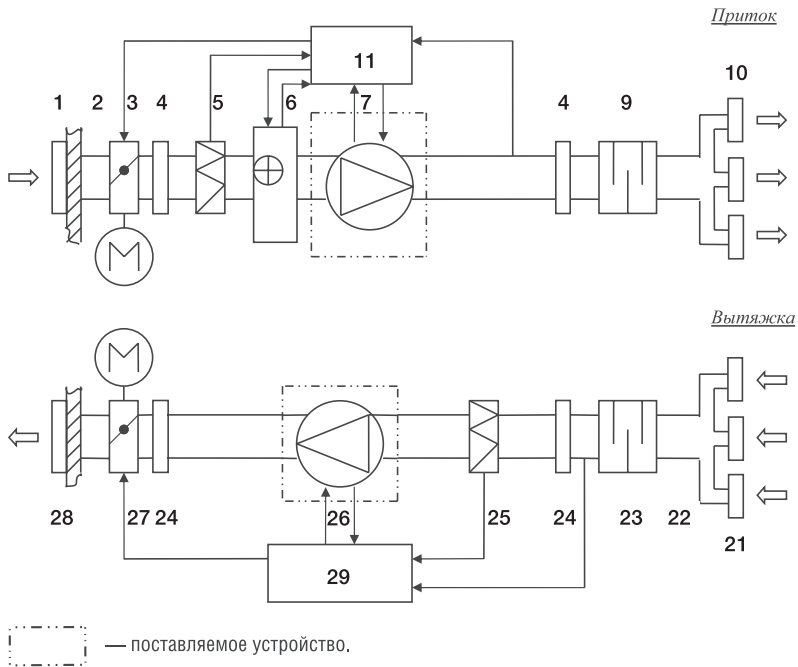 Приток
11
10
1 2 3 4 5 6 7 4 9
M
M
Вытяжка
28 27 24 26 25 24 23 22 21
29
— поставляемое устройство.